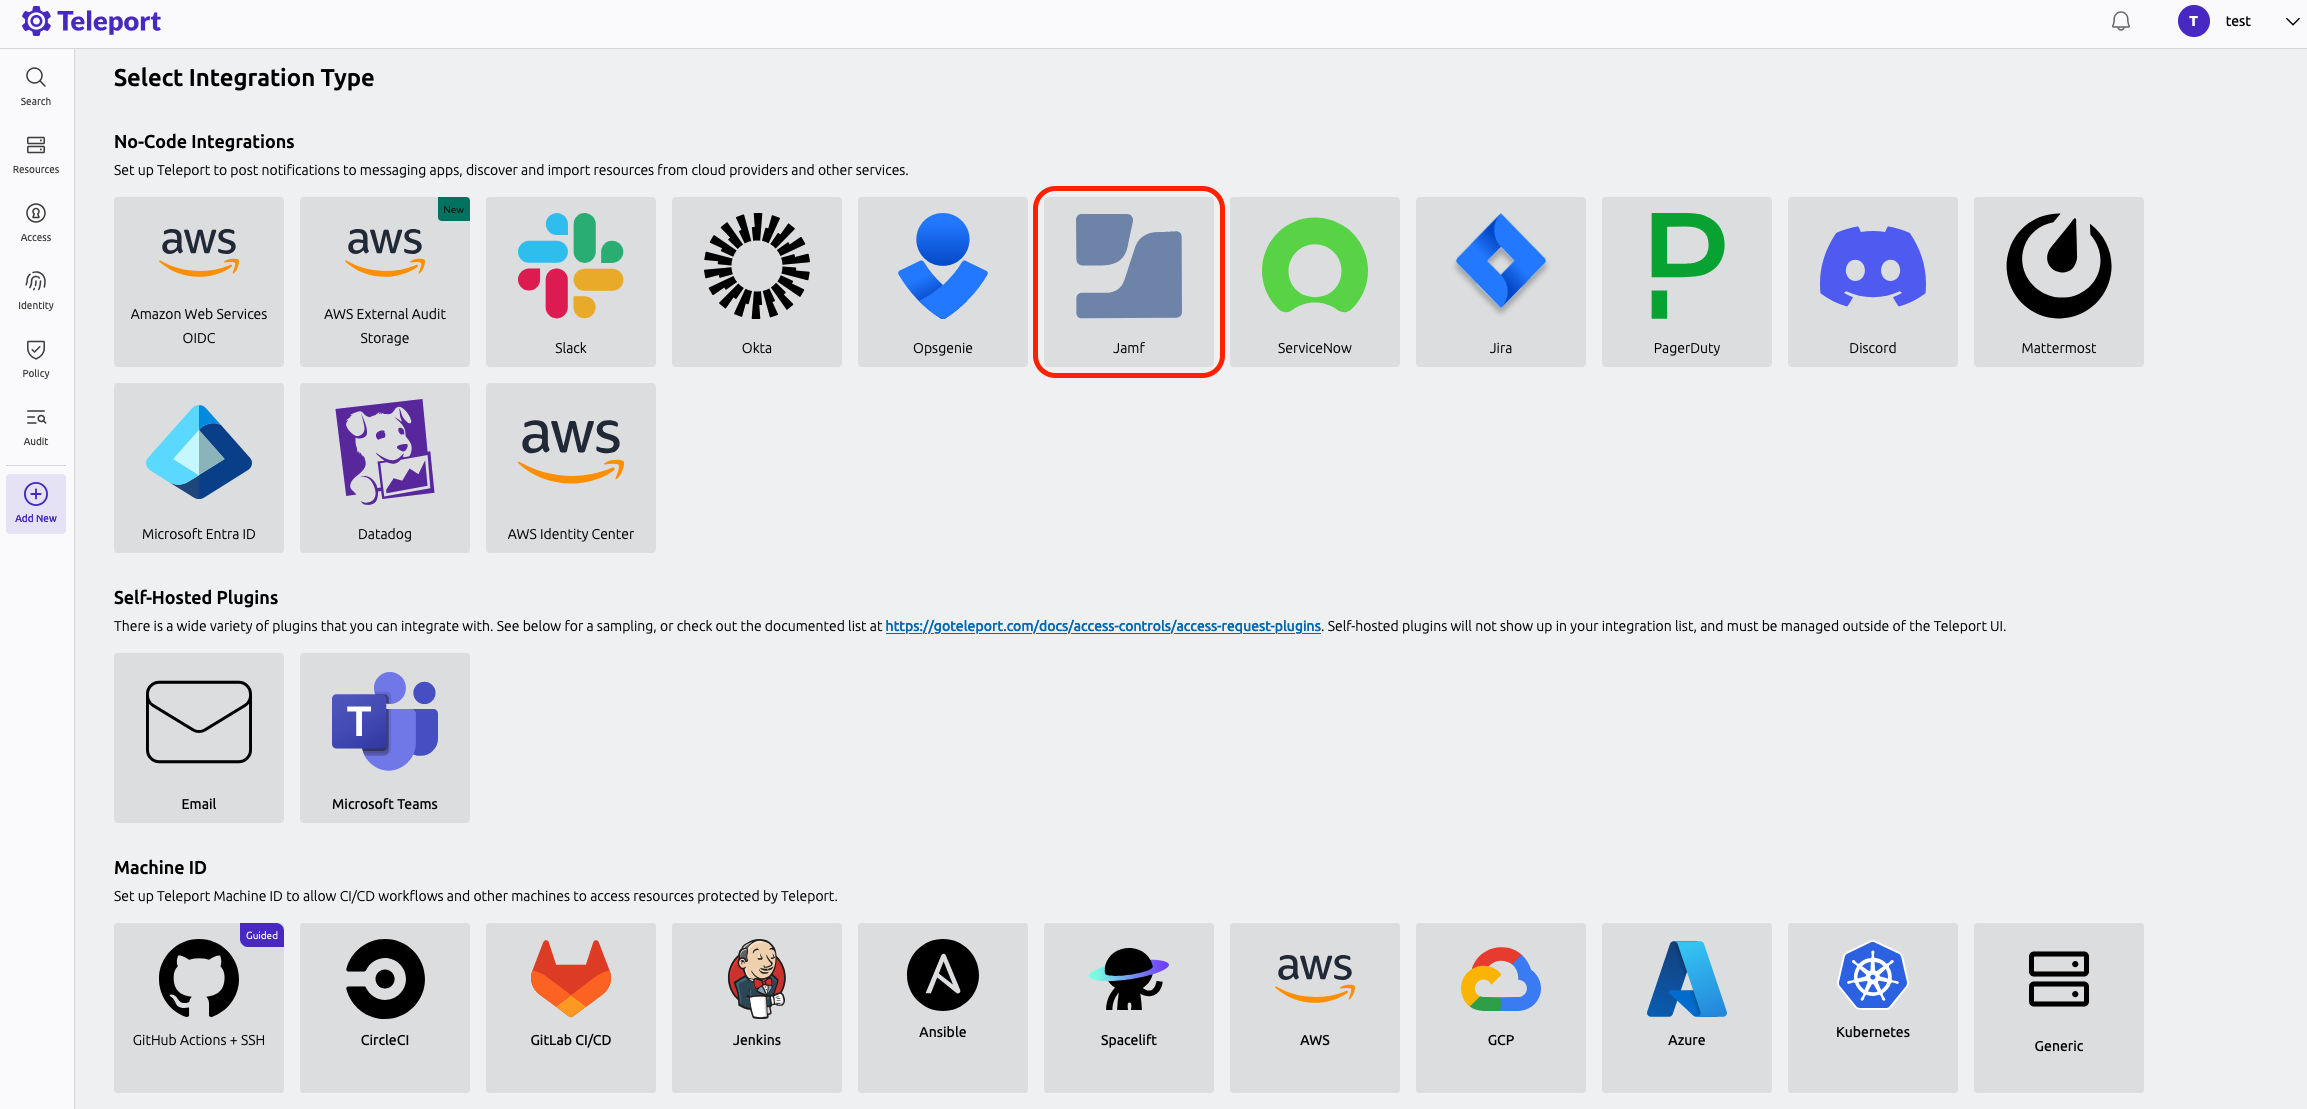 Teleport
T
test
Search
Resources
Access
Identity
Policy
Audit
Add New
Select Integration Type
No-Code Integrations
Set up Teleport to post notifications to messaging apps, discover and import resources from cloud providers and other services.
aws
Amazon Web Services
OIDC
New
aws
AWS External Audit
Storage
Slack
Okta
Opsgenie
Jamf
ServiceNow
Jira
PagerDuty
Discord
Mattermost
Microsoft Entra ID
Datadog
aws
AWS Identity Center
Self-Hosted Plugins
There is a wide variety of plugins that you can integrate with. See below for a sampling, or check out the documented list at https://goteleport.com/docs/access-controls/access-request-plugins. Self-hosted plugins will not show up in your integration list, and must be managed outside of the Teleport UI.
Email
T
Microsoft Teams
Machine ID
Set up Teleport Machine ID to allow CI/CD workflows and other machines to access resources protected by Teleport.
Guided
GitHub Actions + SSH
CircleCI
GitLab CI/CD
Jenkins
Ansible
Spacelift
aws
AWS
GCP
Azure
Kubernetes
Generic